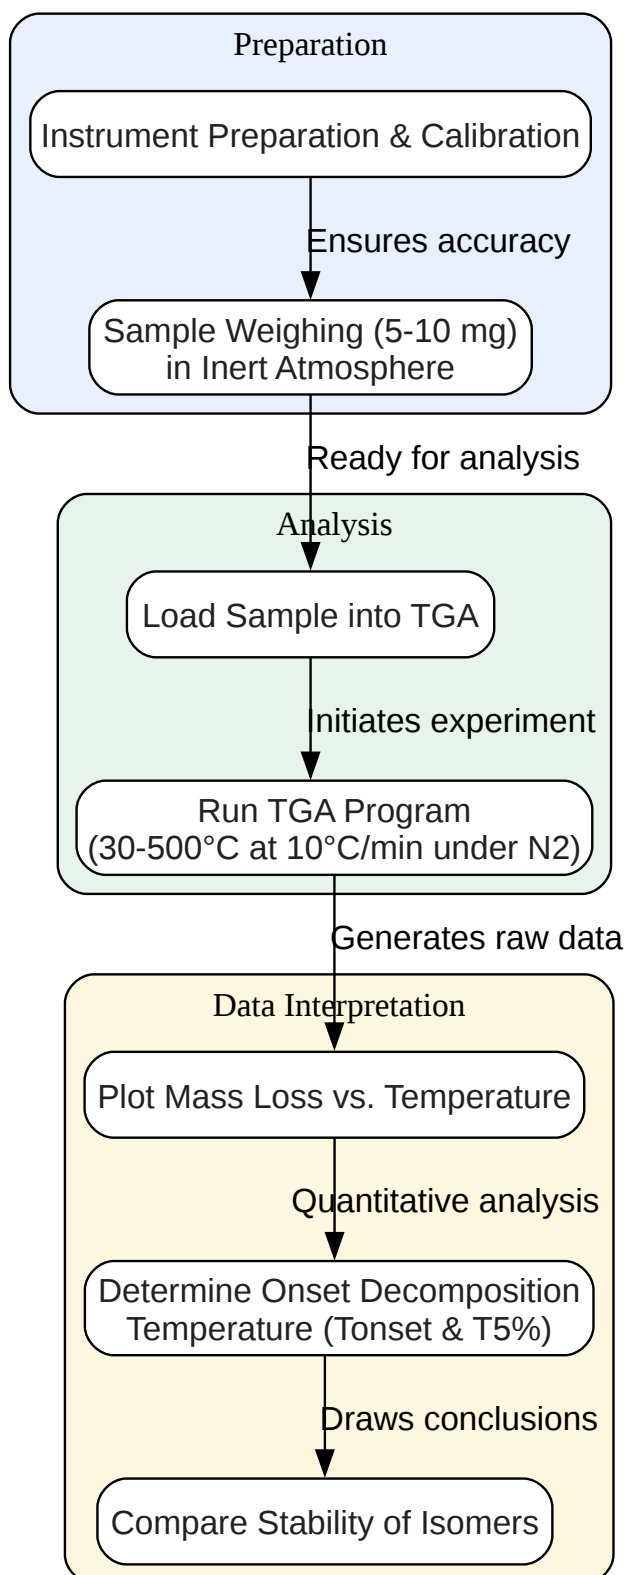 Preparation
Instrument Preparation & Calibration
Ensures accuracy
Sample Weighing (5-10 mg)
in Inert Atmosphere
Ready for analysis
Analysis
Load Sample into TGA
Initiates experiment
Run TGA Program
(30-500°C at 10°C/min under N2)
Generates raw data
Data Interpretation
Plot Mass Loss vs. Temperature
Quantitative analysis
Determine Onset Decomposition
Temperature (Tonset & T5%)
Draws conclusions
Compare Stability of Isomers